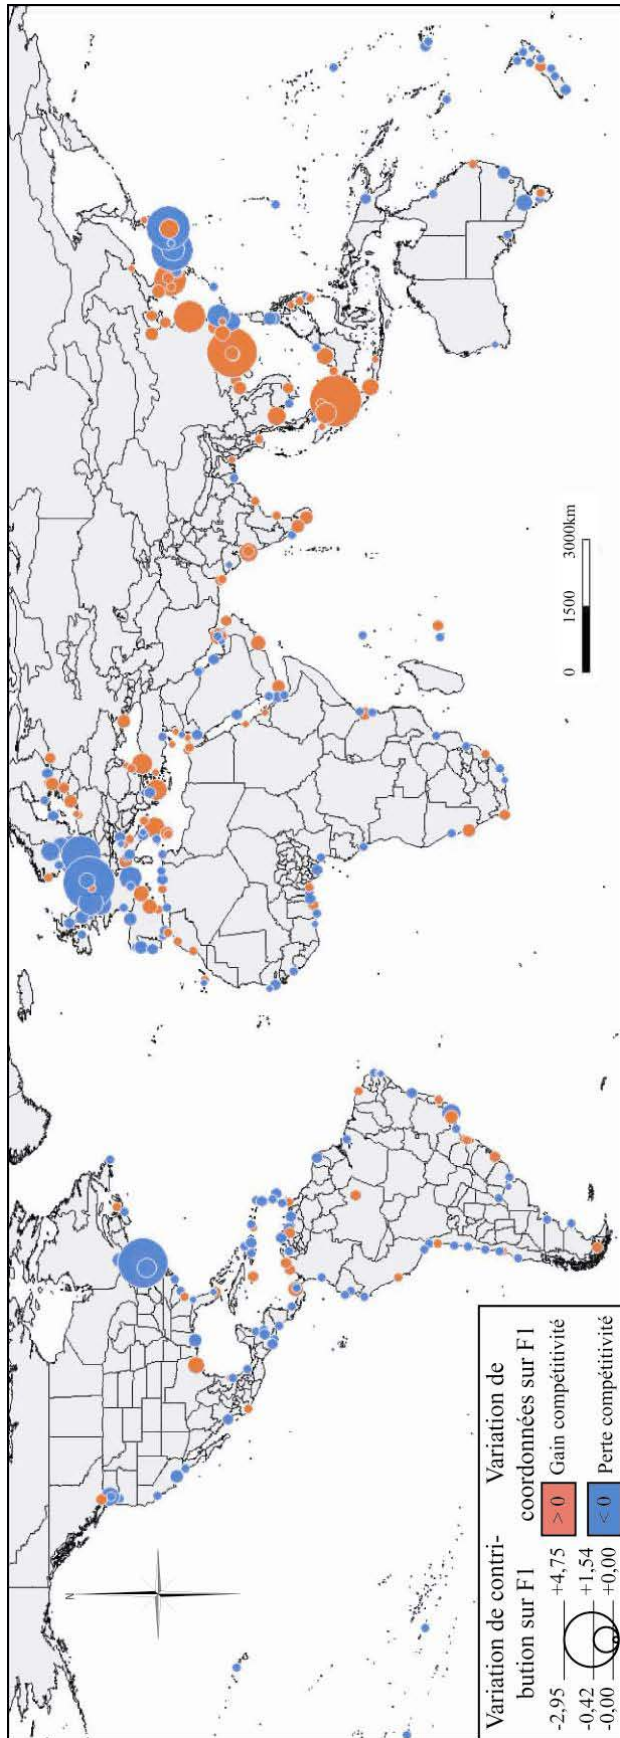 N
0 1500 3000km
Variation de contri-
bution sur F1
-2,95 +4,75
-0,42 +1,54
-0,00 +0,00
Variation de
coordonnées sur F1
> 0 Gain compétitivité
< 0 Perte compétitivité